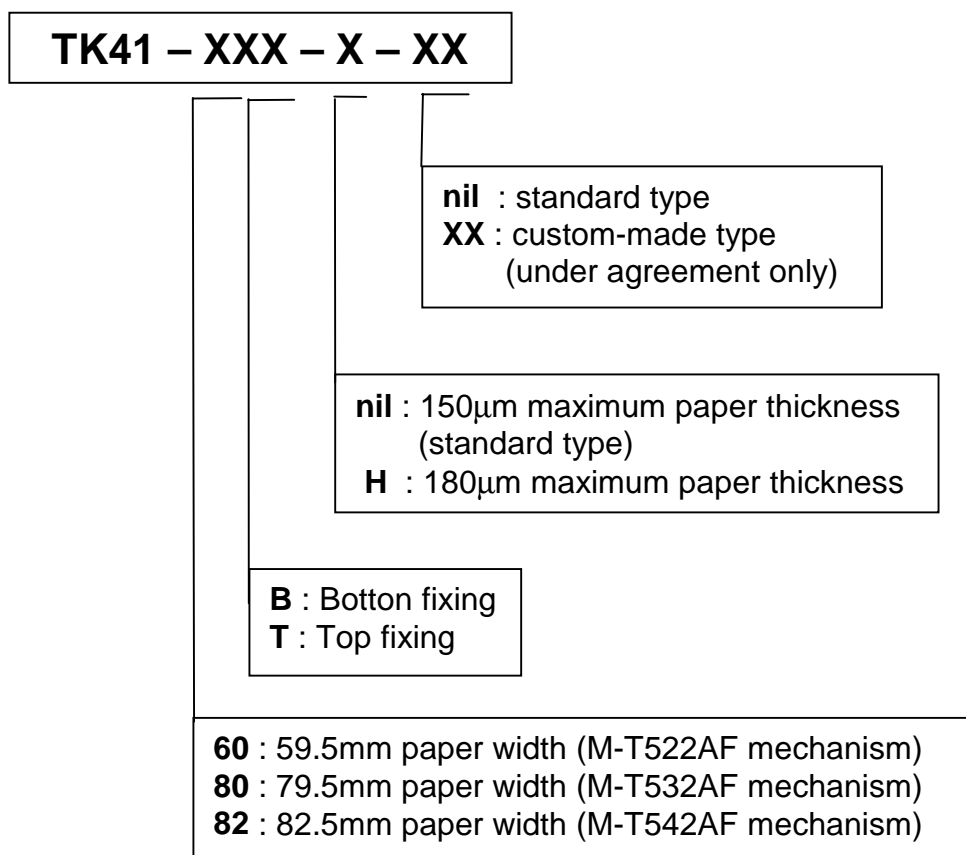 TK41 – XXX – X – XX
nil : standard type
XX : custom-made type
(under agreement only)
nil : 150μm maximum paper thickness
(standard type)
H : 180μm maximum paper thickness
B : Botton fixing
T : Top fixing
60 : 59.5mm paper width (M-T522AF mechanism)
80 : 79.5mm paper width (M-T532AF mechanism)
82 : 82.5mm paper width (M-T542AF mechanism)